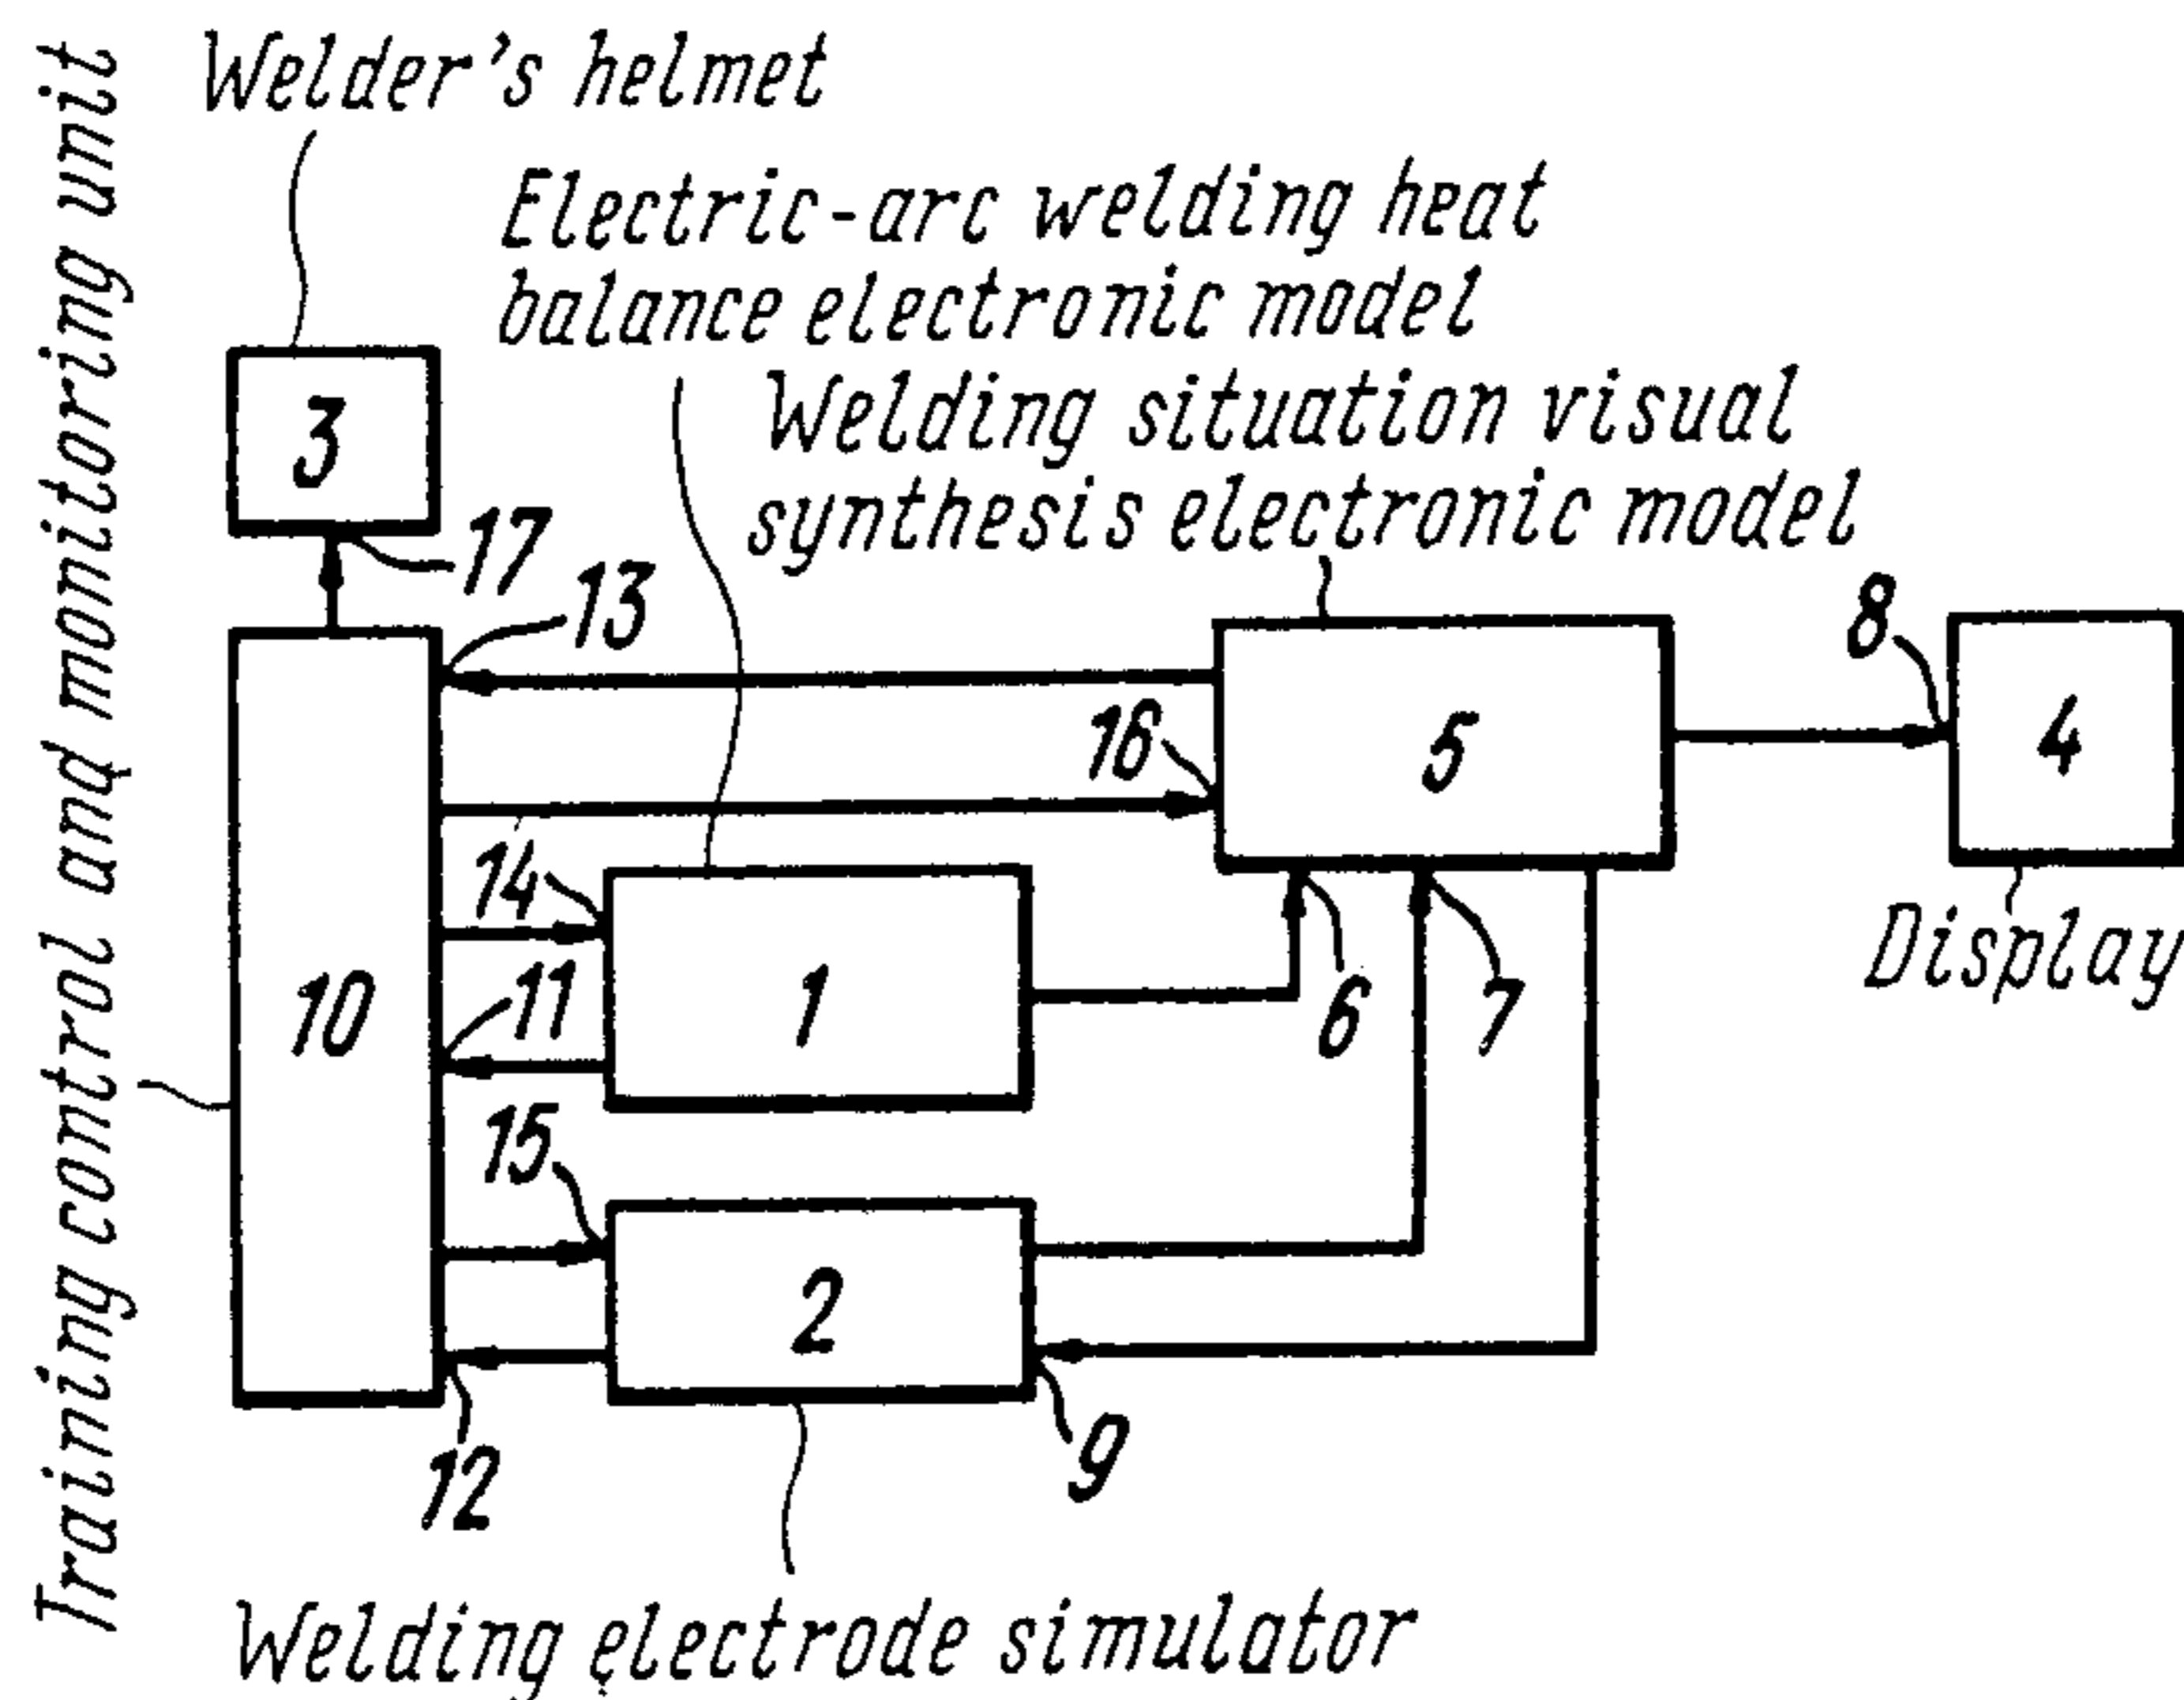 Training control and monitoring unit
Welder's helmet
Electric-arc welding heat
balance electronic model
Welding situation visual
synthesis electronic model
3
17
13
8
16
5
4
14
Display
10
11
1
6
7
15
2
12
9
Welding electrode simulator